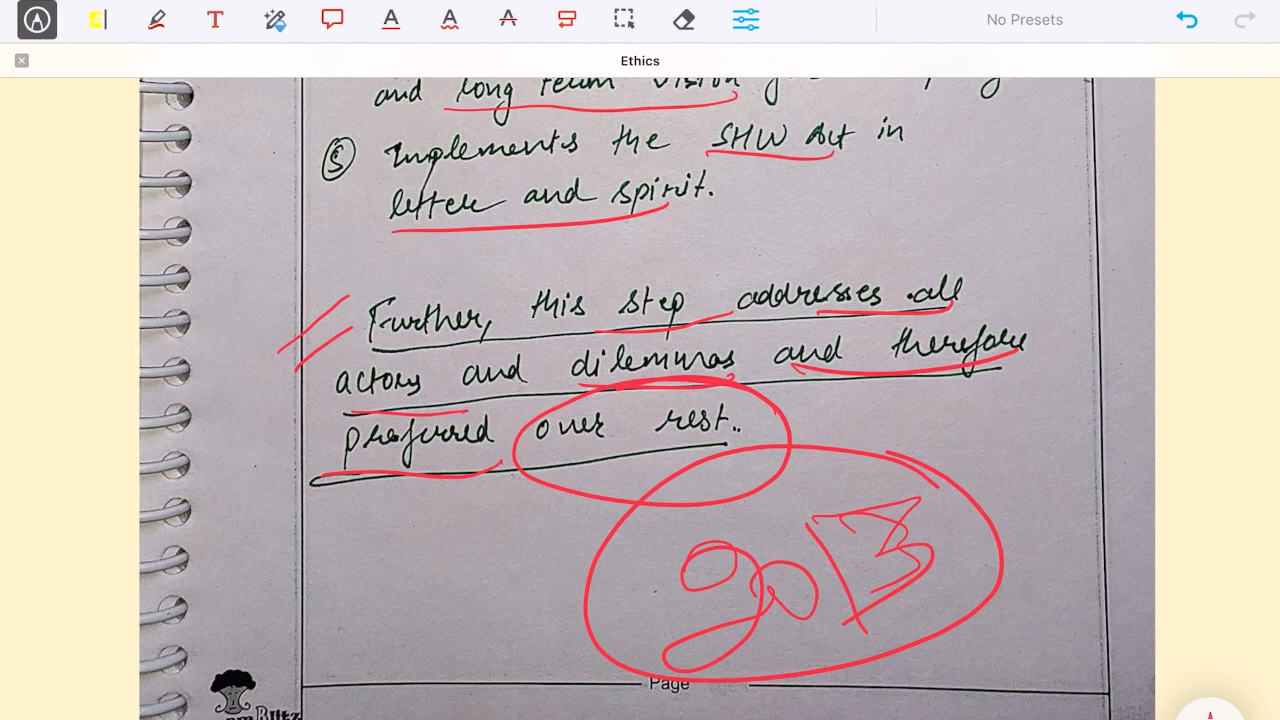 No Presets
Ethics
and long term vision
⑤ Implements the SHW Act in
letter and spirit.
Further, this step addresses all
actors and dilemmas and therefore
preferred over rest..
Page